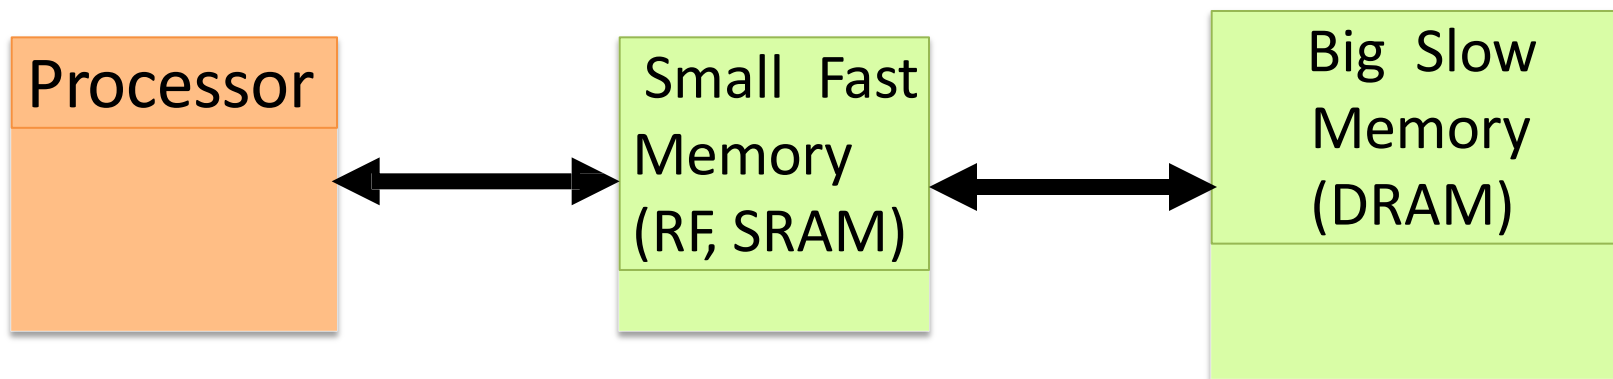 Processor
Small Fast
Memory
(RF, SRAM)
Big Slow
Memory
(DRAM)